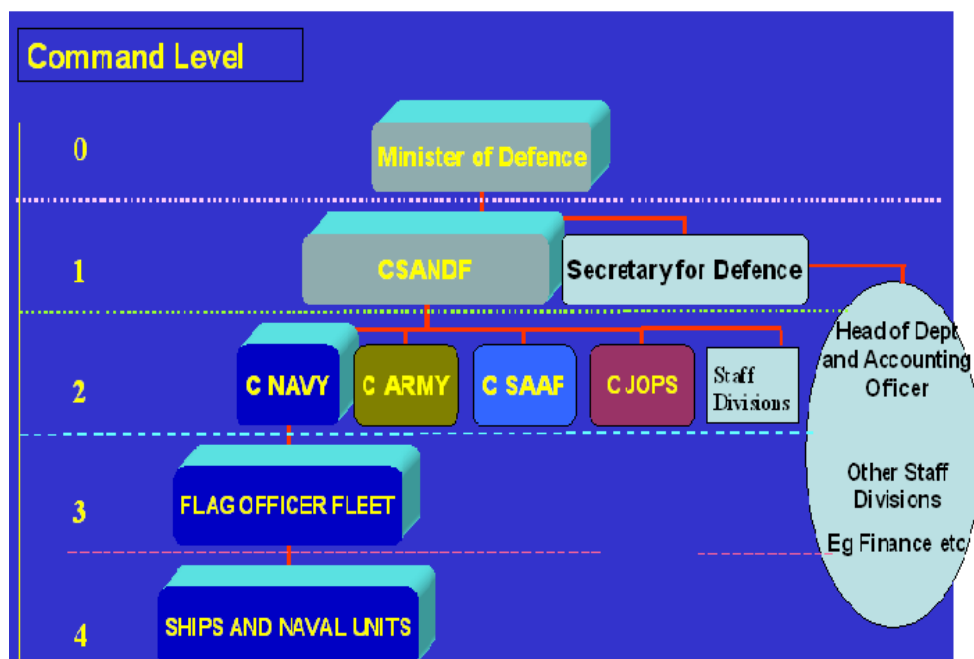 Command Level
0
Minister of Defence
1
CSANDF
Secretary for Defence
2
C NAVY
C ARMY
C SAAF
C JOPS
Staff
Divisions
Head of Dept
and Accounting
Oficer
Other Staff
Divisions
Eg Finance etc
3
FLAG OFFICER FLEET
4
SHIPS AND NAVAL UNITS